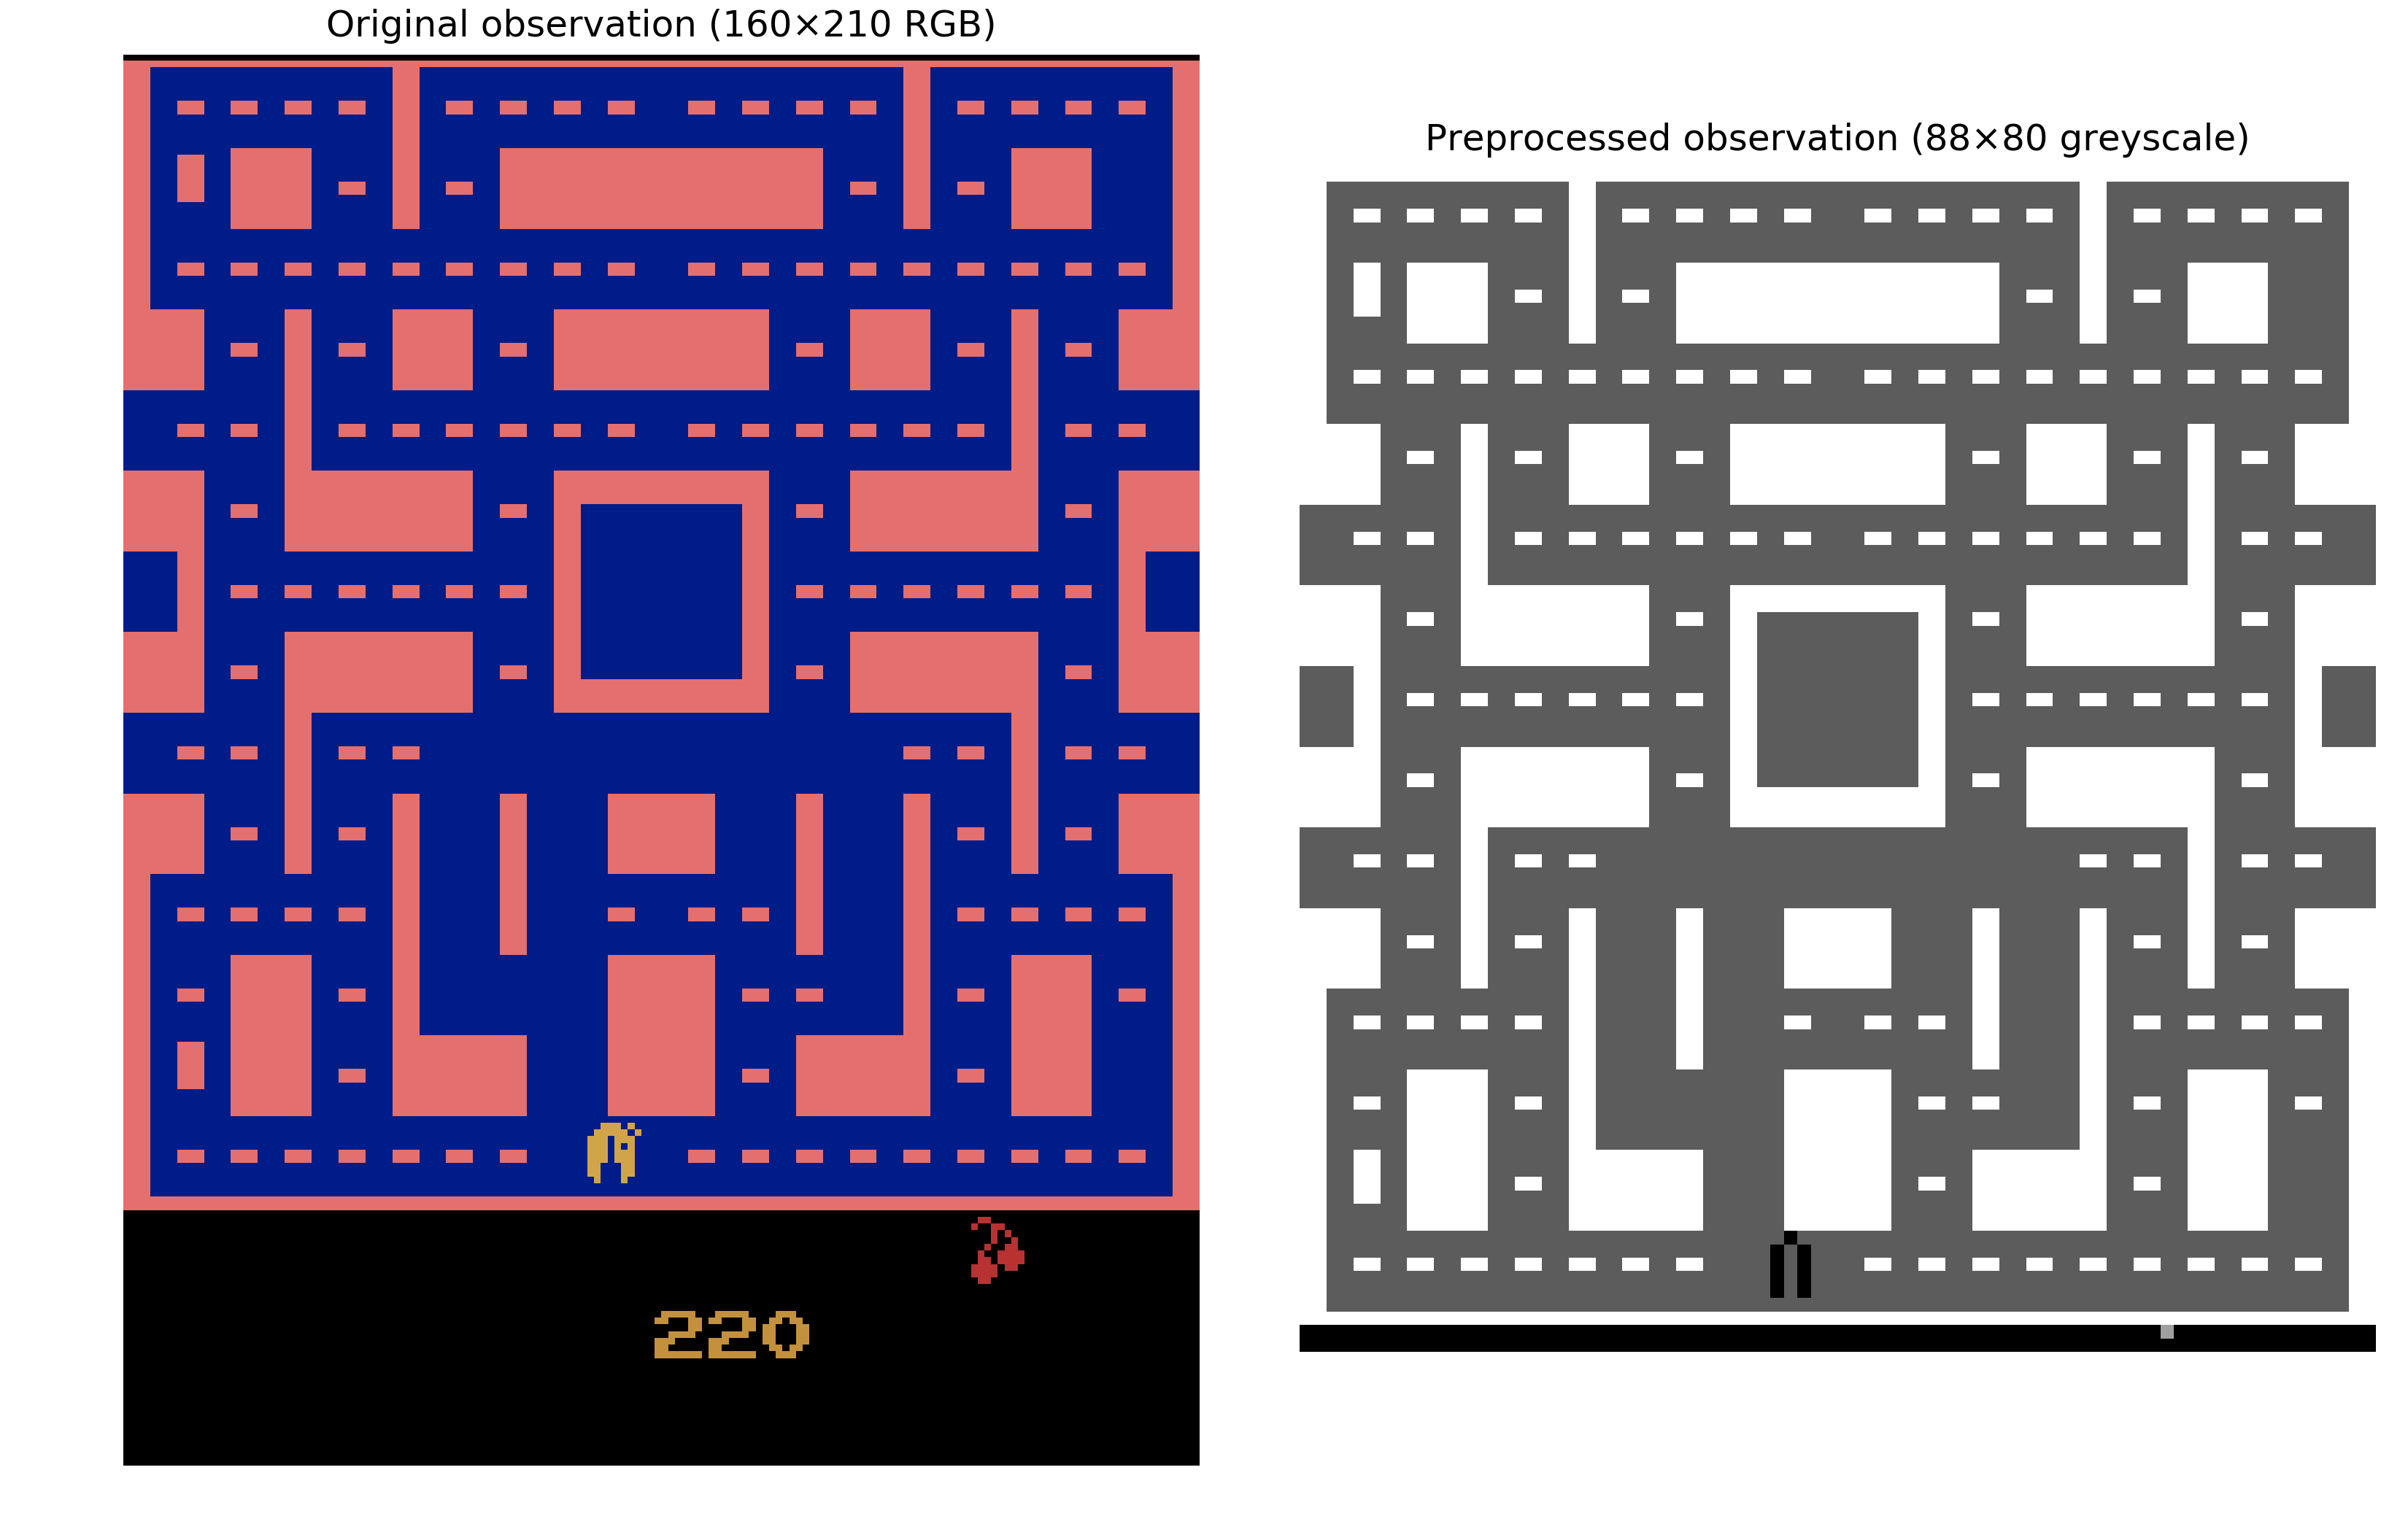 Original observation (160×210 RGB)
Preprocessed observation (88×80 greyscale)
220